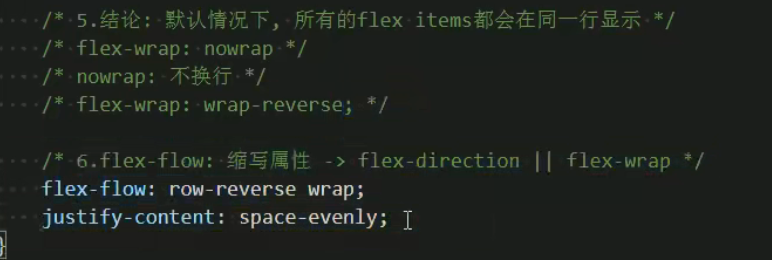 /* 5.结论: 默认情况下, 所有的flex items都会在同一行显示 */
/* flex-wrap: nowrap */
/* nowrap: 不换行 */
/* flex-wrap: wrap-reverse; */
/* 6.flex-flow: 缩写属性 -> flex-direction || flex-wrap */
flex-flow: row-reverse wrap;
justify-content: space-evenly;
}